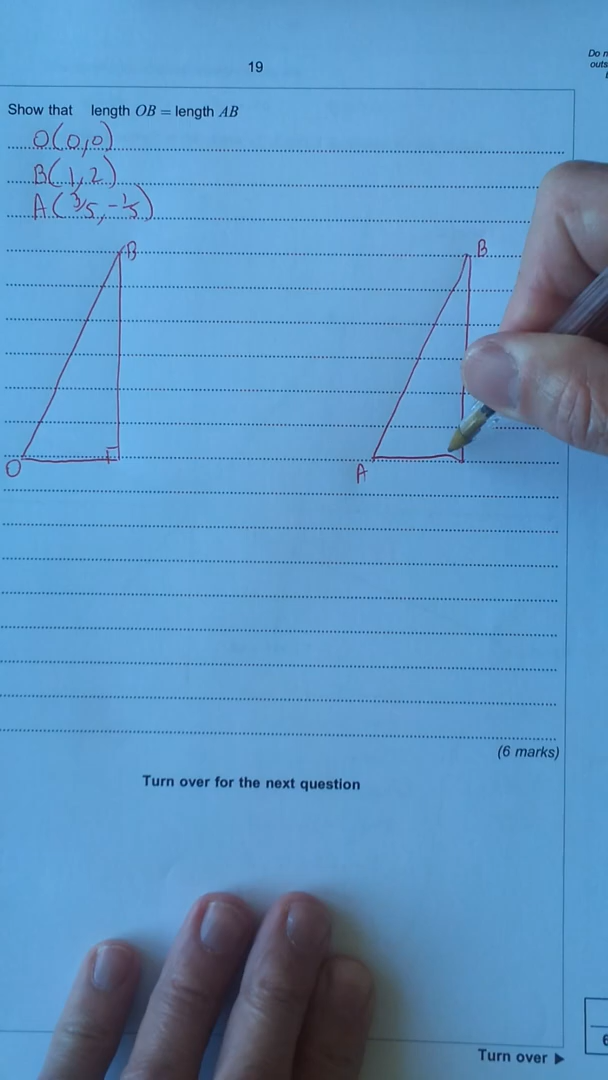 19
Do n
outs
Show that length OB = length AB
O(0,0)
B(1,2)
A(3/5,-1/5)
B
B
O
A
(6 marks)
Turn over for the next question
6
Turn over ▶